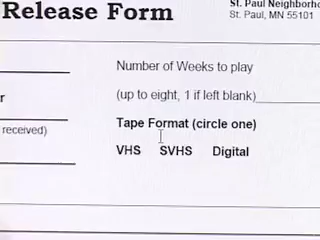 Release Form
St. Paul Neighborho
St. Paul, MN 55101
Number of Weeks to play
r
(up to eight, 1 if left blank)
Tape Format (circle one)
received)
VHS SVHS Digital